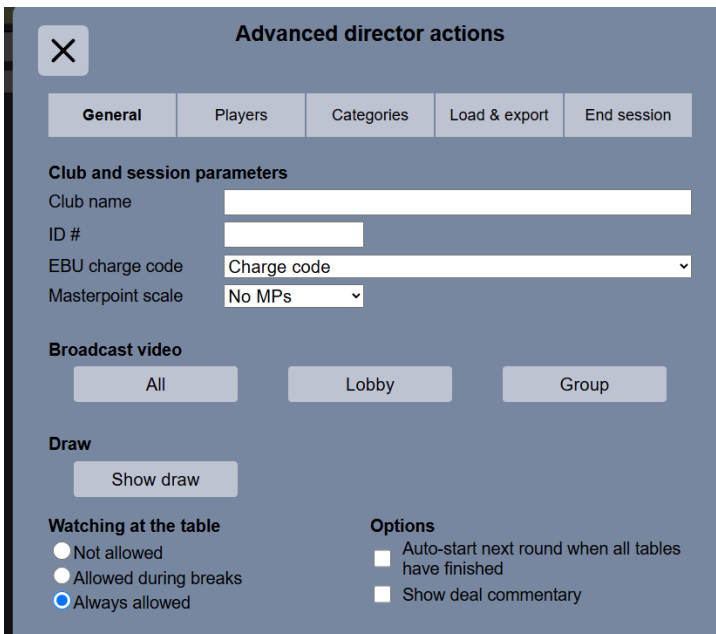 Advanced director actions
General
Players
Categories
Load & export
End session
Club and session parameters
Club name
ID #
EBU charge code
Charge code
Masterpoint scale
No MPs
Broadcast video
All
Lobby
Group
Draw
Show draw
Watching at the table
Not allowed
Allowed during breaks
Always allowed
Options
Auto-start next round when all tables
have finished
Show deal commentary